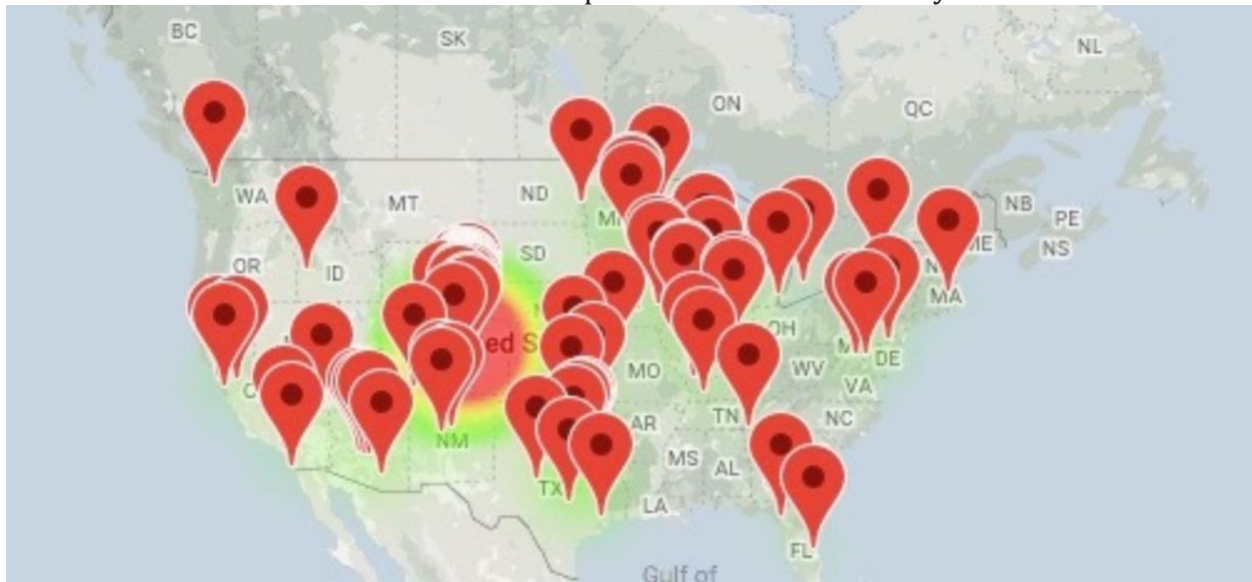 BC
SK
NL
ON
QC
WA
MT
ND
NB
PE
ME
NS
OR
ID
SD
MA
ed S
OH
DE
MO
WV
VA
TN
NC
NM
AR
MS
AL
TX
LA
FL
Gulf of